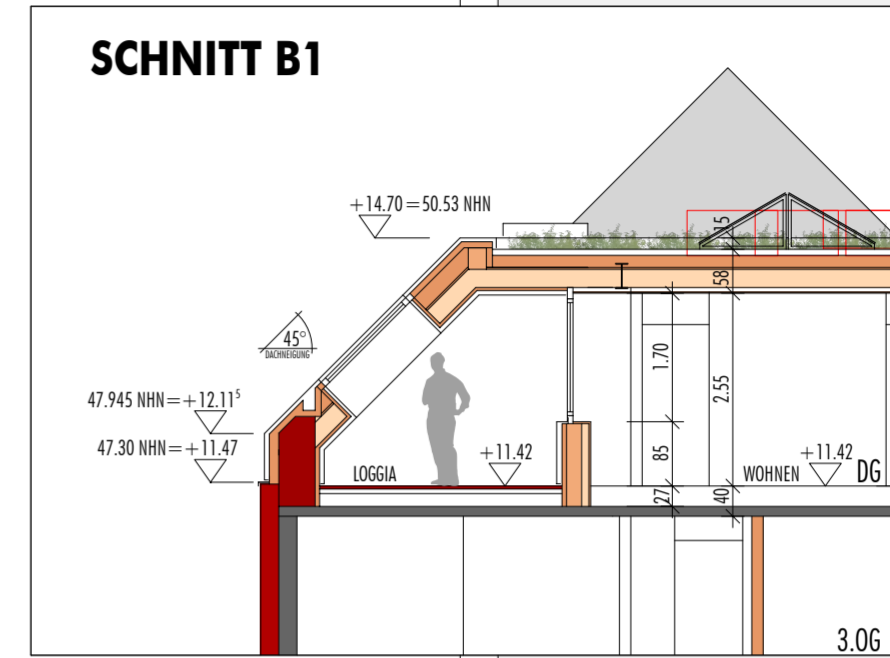 SCHNITT B1
+14.70=50.53 NHN
15
58
45°
DACHNEIGUNG
1.70
2.55
47.945 NHN=+12.11⁵
47.30 NHN=+11.47
+11.42
85
+11.42
LOGGIA
WOHNEN
DG
27
40
3.OG